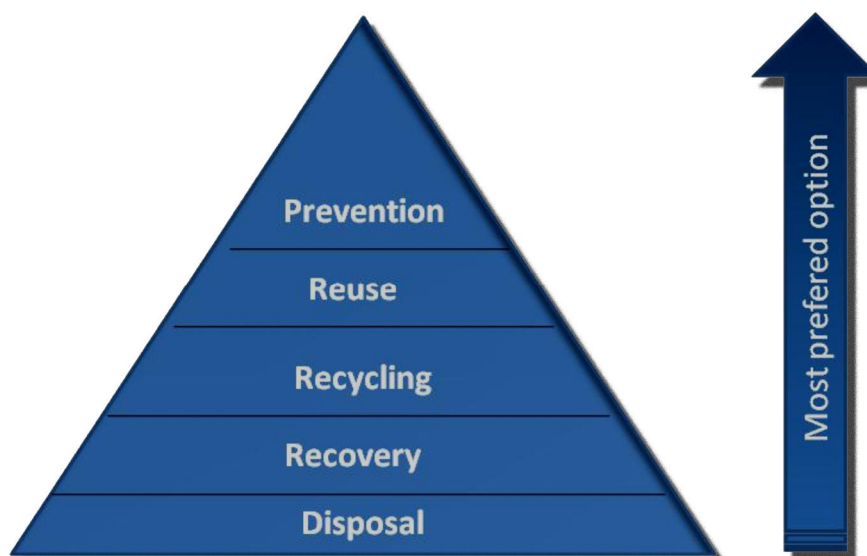 Prevention
Reuse
Recycling
Recovery
Disposal
Most prefered option